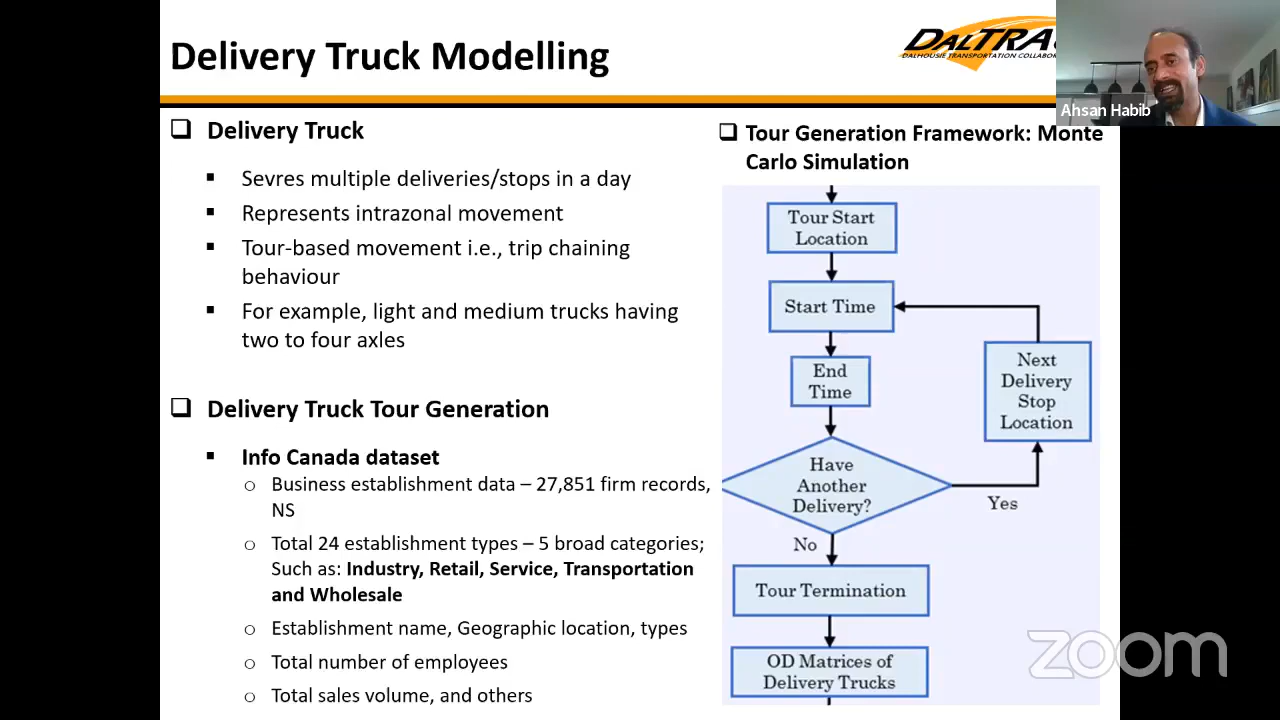 Delivery Truck Modelling
DALTRA
DALHOUSIE TRANSPORTATION
Ahsan Habib
Delivery Truck
Sevres multiple deliveries/stops in a day
Represents intrazonal movement
Tour-based movement i.e., trip chaining
behaviour
For example, light and medium trucks having
two to four axles
Delivery Truck Tour Generation
Info Canada dataset
Business establishment data – 27,851 firm records,
NS
Total 24 establishment types – 5 broad categories;
Such as: Industry, Retail, Service, Transportation
and Wholesale
Establishment name, Geographic location, types
Total number of employees
Total sales volume, and others
Tour Generation Framework: Monte
Carlo Simulation
Tour Start
Location
Start Time
End
Time
Next
Delivery
Stop
Location
Have
Another
Delivery?
Yes
No
Tour Termination
OD Matrices of
Delivery Trucks
zoom